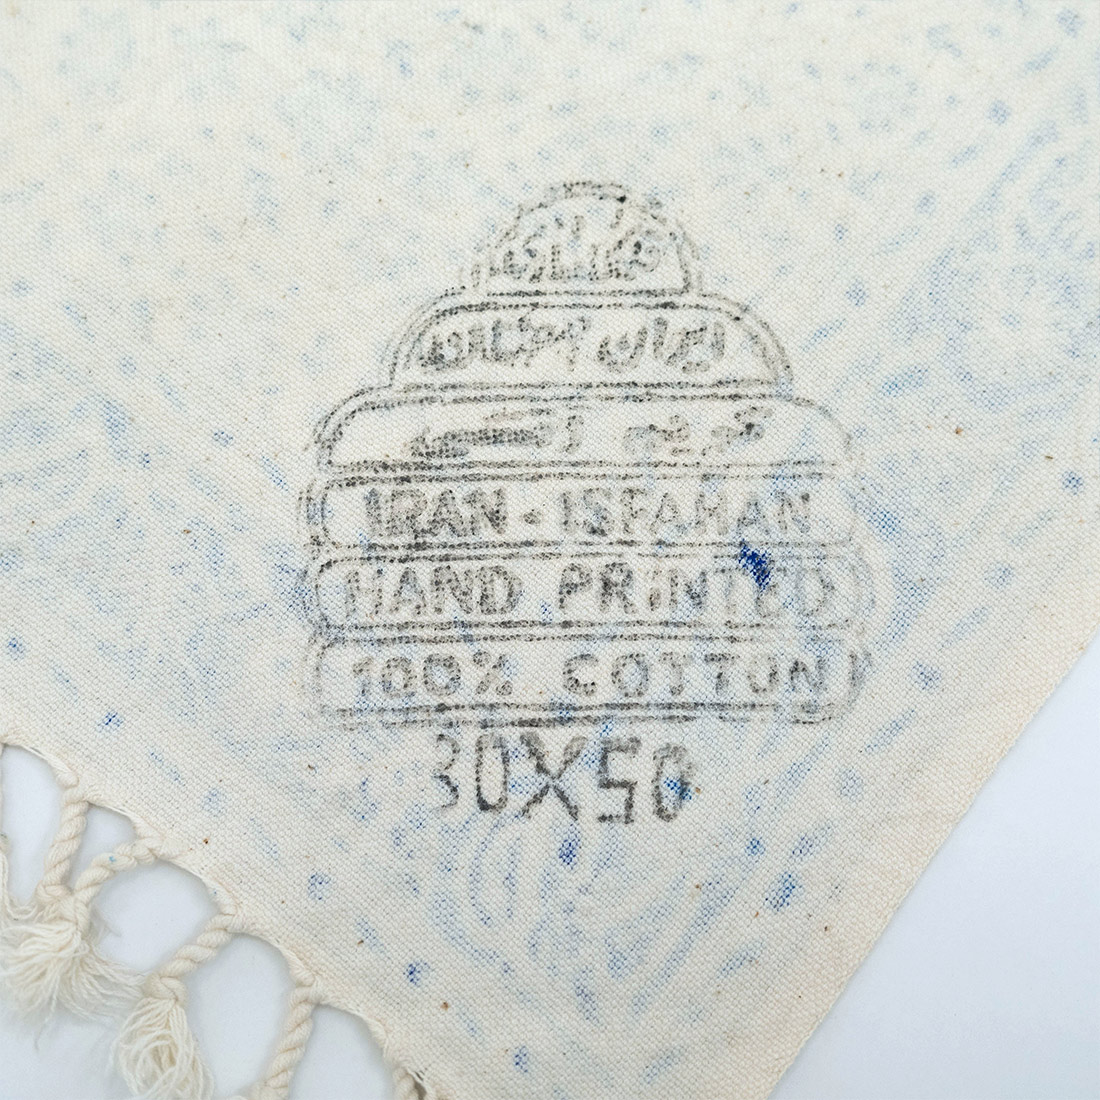 ایران اصفهان
IRAN - ISFAHAN
HAND PRINTED
100% COTTON
30X50